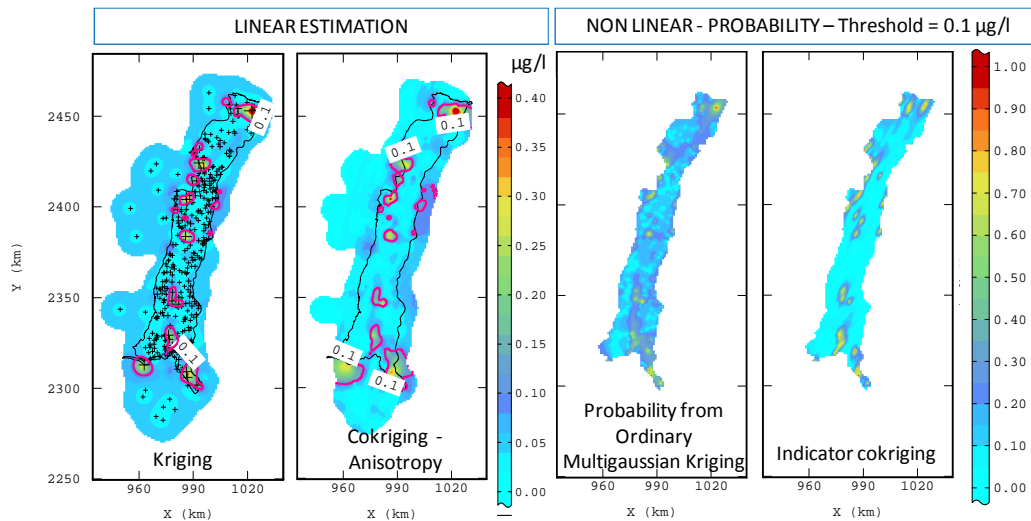 LINEAR ESTIMATION
NON LINEAR - PROBABILITY – Threshold = 0.1 µg/l
Y (km)
2450
2400
2350
2300
2250
0.1
0.1
Kriging
960 990 1020
X (km)
0.1
0.1
0.1
0.1
Cokriging -
Anisotropy
960 990 1020
X (km)
µg/l
0.40
0.35
0.30
0.25
0.20
0.15
0.10
0.05
0.00
Probability from
Ordinary
Multigaussian Kriging
960 990 1020
X (km)
Indicator cokriging
960 990 1020
X (km)
1.00
0.90
0.80
0.70
0.60
0.50
0.40
0.30
0.20
0.10
0.00